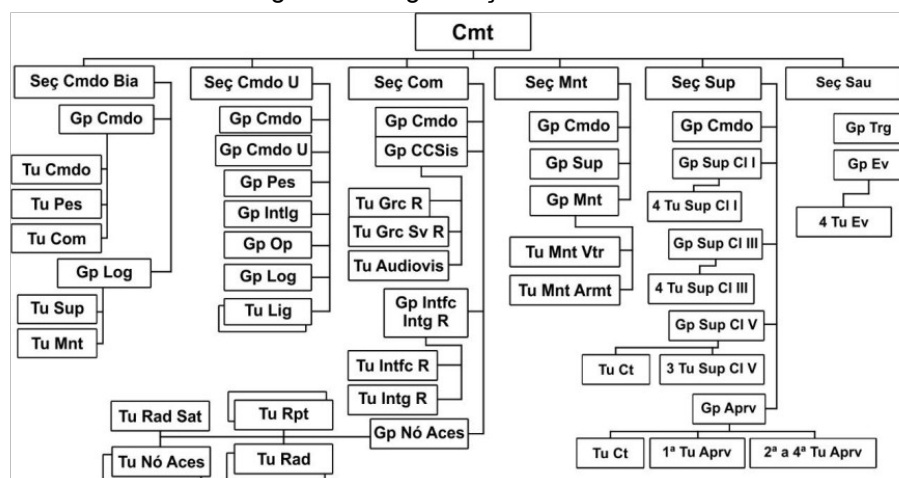 Cmt
Seç Cmdo Bia
Seç Cmdo U
Seç Com
Seç Mnt
Seç Sup
Seç Sau
Gp Cmdo
Tu Cmdo
Tu Pes
Tu Com
Gp Log
Tu Sup
Tu Mnt
Gp Cmdo
Gp Cmdo U
Gp Pes
Gp Intlg
Gp Op
Gp Log
Tu Lig
Gp Cmdo
Gp CCSis
Tu Grc R
Tu Grc Sv R
Tu Audiovis
Gp Intfc
Intg R
Tu Intfc R
Tu Intg R
Gp Nó Aces
Tu Rad Sat
Tu Rpt
Tu Nó Aces
Tu Rad
Gp Cmdo
Gp Sup
Gp Mnt
Tu Mnt Vtr
Tu Mnt Armt
Gp Cmdo
Gp Sup Cl I
4 Tu Sup Cl I
Gp Sup Cl III
4 Tu Sup Cl III
Gp Sup Cl V
Tu Ct
3 Tu Sup Cl V
Gp Aprv
Tu Ct
1ª Tu Aprv
2ª a 4ª Tu Aprv
Gp Trg
Gp Ev
4 Tu Ev